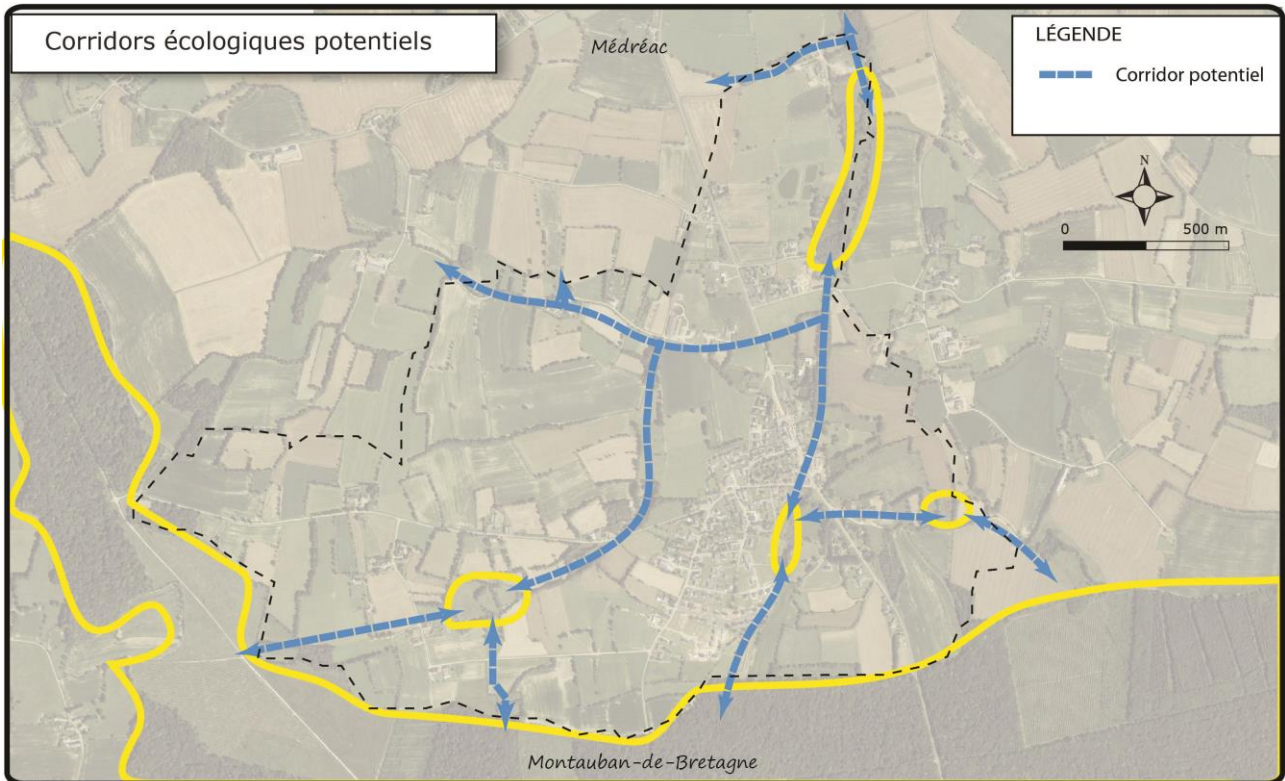 Corridors écologiques potentiels
Médréac
LÉGENDE
Corridor potentiel
N
0 500 m
Montauban-de-Bretagne